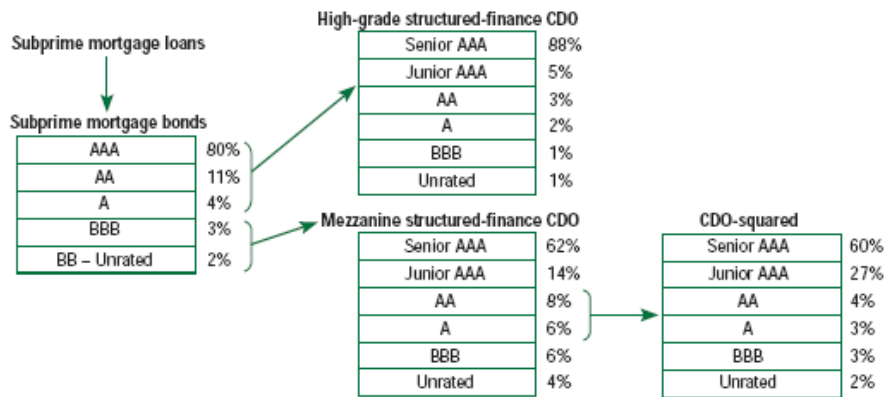 High-grade structured-finance CDO
Subprime mortgage loans
Senior AAA 88%
Junior AAA 5%
AA 3%
A 2%
BBB 1%
Unrated 1%
Subprime mortgage bonds
AAA 80%
AA 11%
A 4%
BBB 3%
BB – Unrated 2%
Mezzanine structured-finance CDO
Senior AAA 62%
Junior AAA 14%
AA 8%
A 6%
BBB 6%
Unrated 4%
CDO-squared
Senior AAA 60%
Junior AAA 27%
AA 4%
A 3%
BBB 3%
Unrated 2%